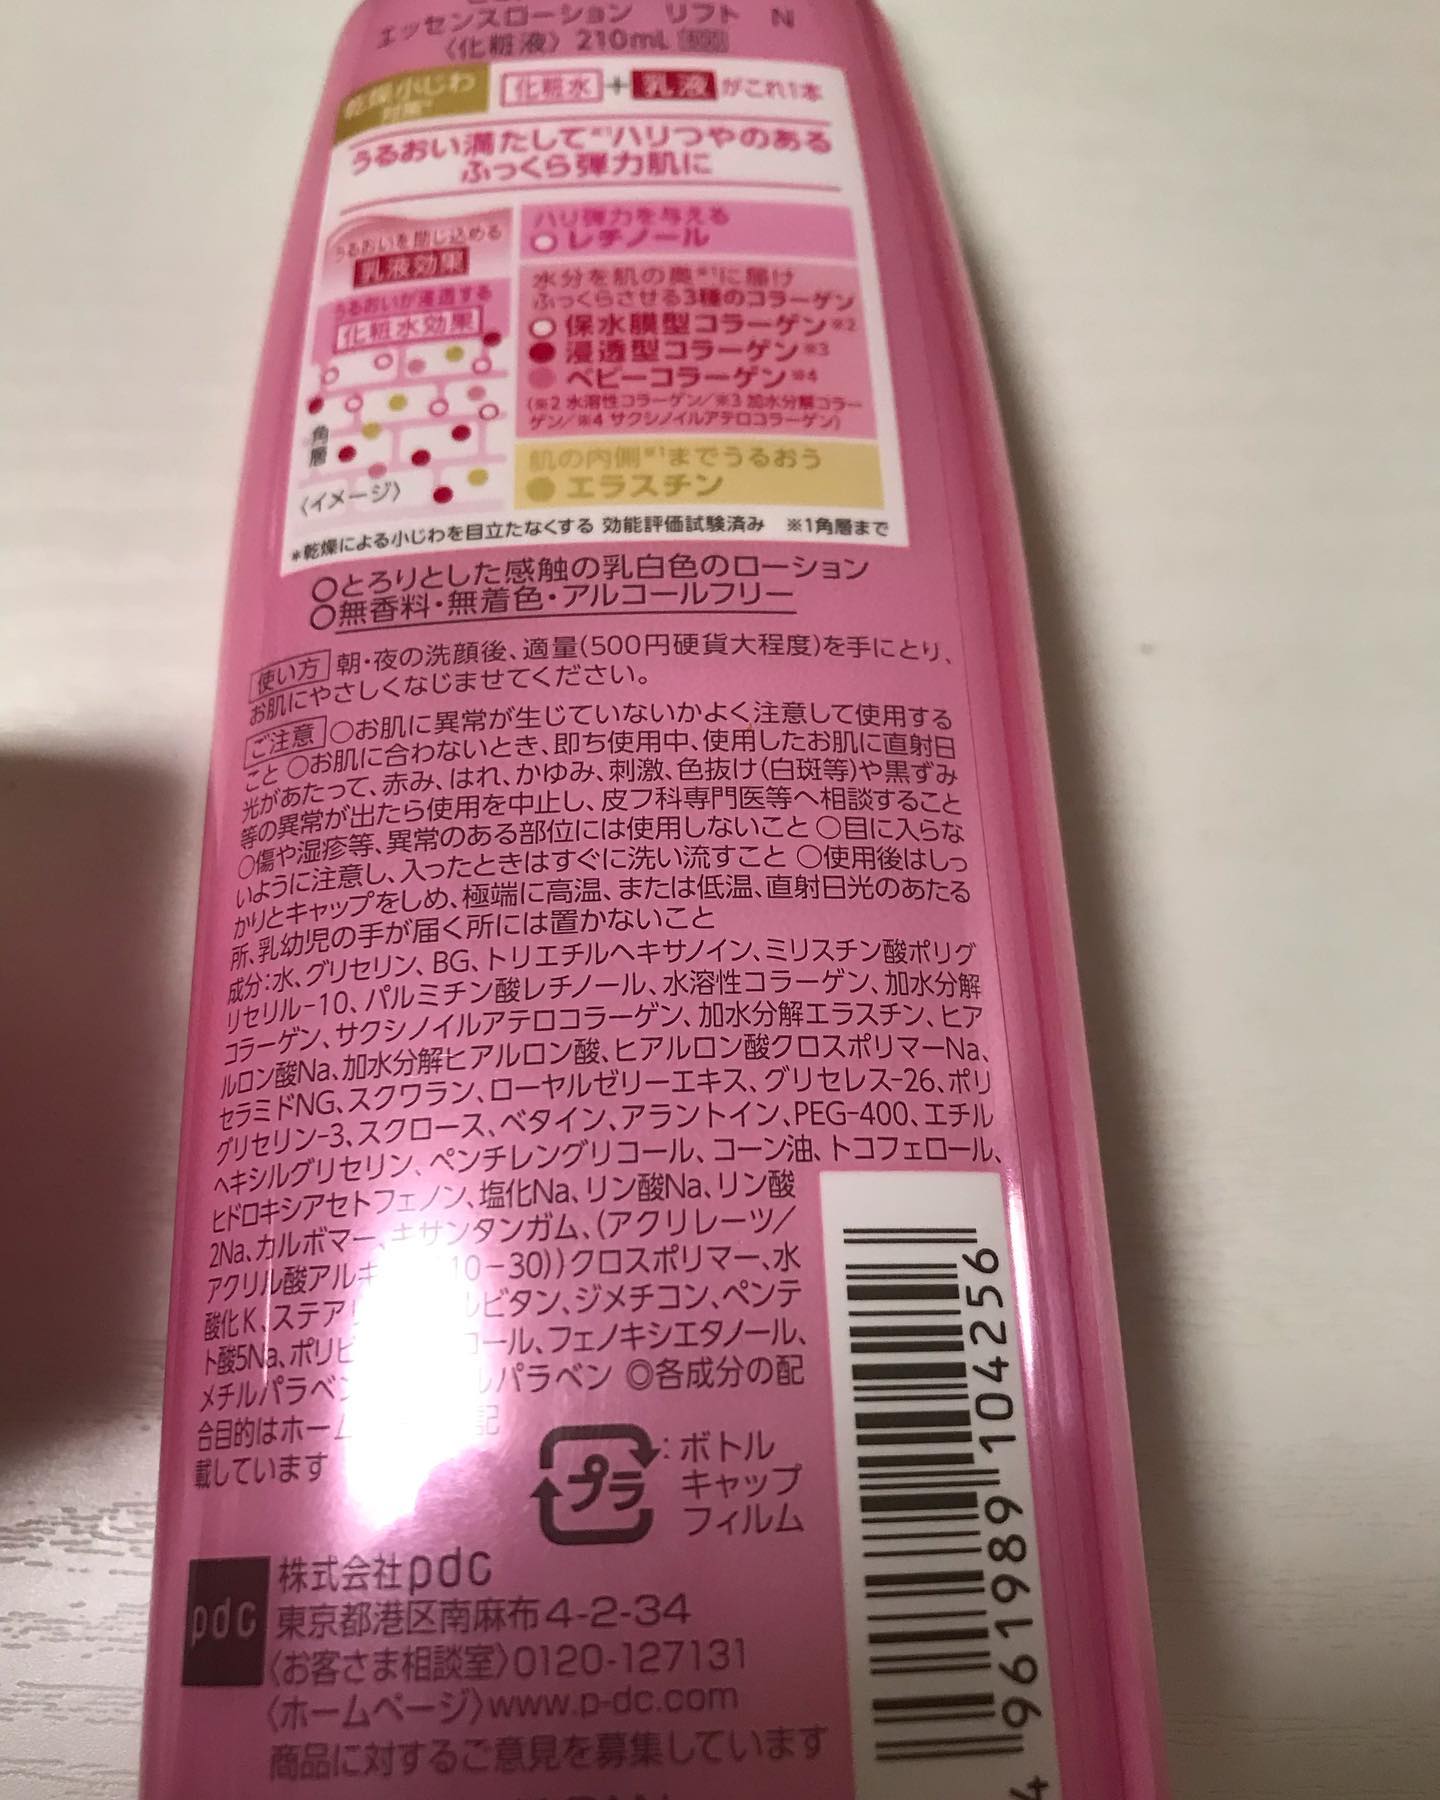 エッセンスローション リフト N
〈化粧液〉210mL
乾燥小じわ
対策*
化粧水+乳液がこれ1本
うるおい満たして※1ハリつやのある
ふっくら弾力肌に
うるおいを閉じ込める
乳液効果
うるおいが浸透する
化粧水効果
角層
〈イメージ〉
ハリ弾力を与える
レチノール
水分を肌の奥※1に届け
ふっくらさせる3種のコラーゲン
保水膜型コラーゲン※2
浸透型コラーゲン※3
ベビーコラーゲン※4
(※2 水溶性コラーゲン/※3 加水分解コラー
ゲン/※4 サクシノイルアテロコラーゲン)
肌の内側※1までうるおう
エラスチン
*乾燥による小じわを目立たなくする 効能評価試験済み ※1角層まで
○とろりとした感触の乳白色のローション
○無香料・無着色・アルコールフリー
使い方 朝・夜の洗顔後、適量(500円硬貨大程度)を手にとり、
お肌にやさしくなじませてください。
ご注意 ○お肌に異常が生じていないかよく注意して使用する
こと ○お肌に合わないとき、即ち使用中、使用したお肌に直射日
光があたって、赤み、はれ、かゆみ、刺激、色抜け(白斑等)や黒ずみ
等の異常が出たら使用を中止し、皮フ科専門医等へ相談すること
○傷や湿疹等、異常のある部位には使用しないこと ○目に入らな
いように注意し、入ったときはすぐに洗い流すこと ○使用後はしっ
かりとキャップをしめ、極端に高温、または低温、直射日光のあたる
所、乳幼児の手が届く所には置かないこと
成分:水、グリセリン、BG、トリエチルヘキサノイン、ミリスチン酸ポリグ
リセリル-10、パルミチン酸レチノール、水溶性コラーゲン、加水分解
コラーゲン、サクシノイルアテロコラーゲン、加水分解エラスチン、ヒア
ルロン酸Na、加水分解ヒアルロン酸、ヒアルロン酸クロスポリマーNa、
セラミドNG、スクワラン、ローヤルゼリーエキス、グリセレス-26、ポリ
グリセリン-3、スクロース、ベタイン、アラントイン、PEG-400、エチル
ヘキシルグリセリン、ペンチレングリコール、コーン油、トコフェロール、
ヒドロキシアセトフェノン、塩化Na、リン酸Na、リン酸
2Na、カルボマー、キサンタンガム、(アクリレーツ/
アクリル酸アルキ 10-30))クロスポリマー、水
酸化K、ステアリ ルビタン、ジメチコン、ペンテ
ト酸5Na、ポリビ コール、フェノキシエタノール、
メチルパラベン ルパラベン ◎各成分の配
合目的はホーム 記
載しています
プラ
:ボトル
キャップ
フィルム
pdc
株式会社pdc
東京都港区南麻布4-2-34
〈お客さま相談室〉0120-127131
〈ホームページ〉www.p-dc.com
商品に対するご意見を募集しています
4 961989 104256